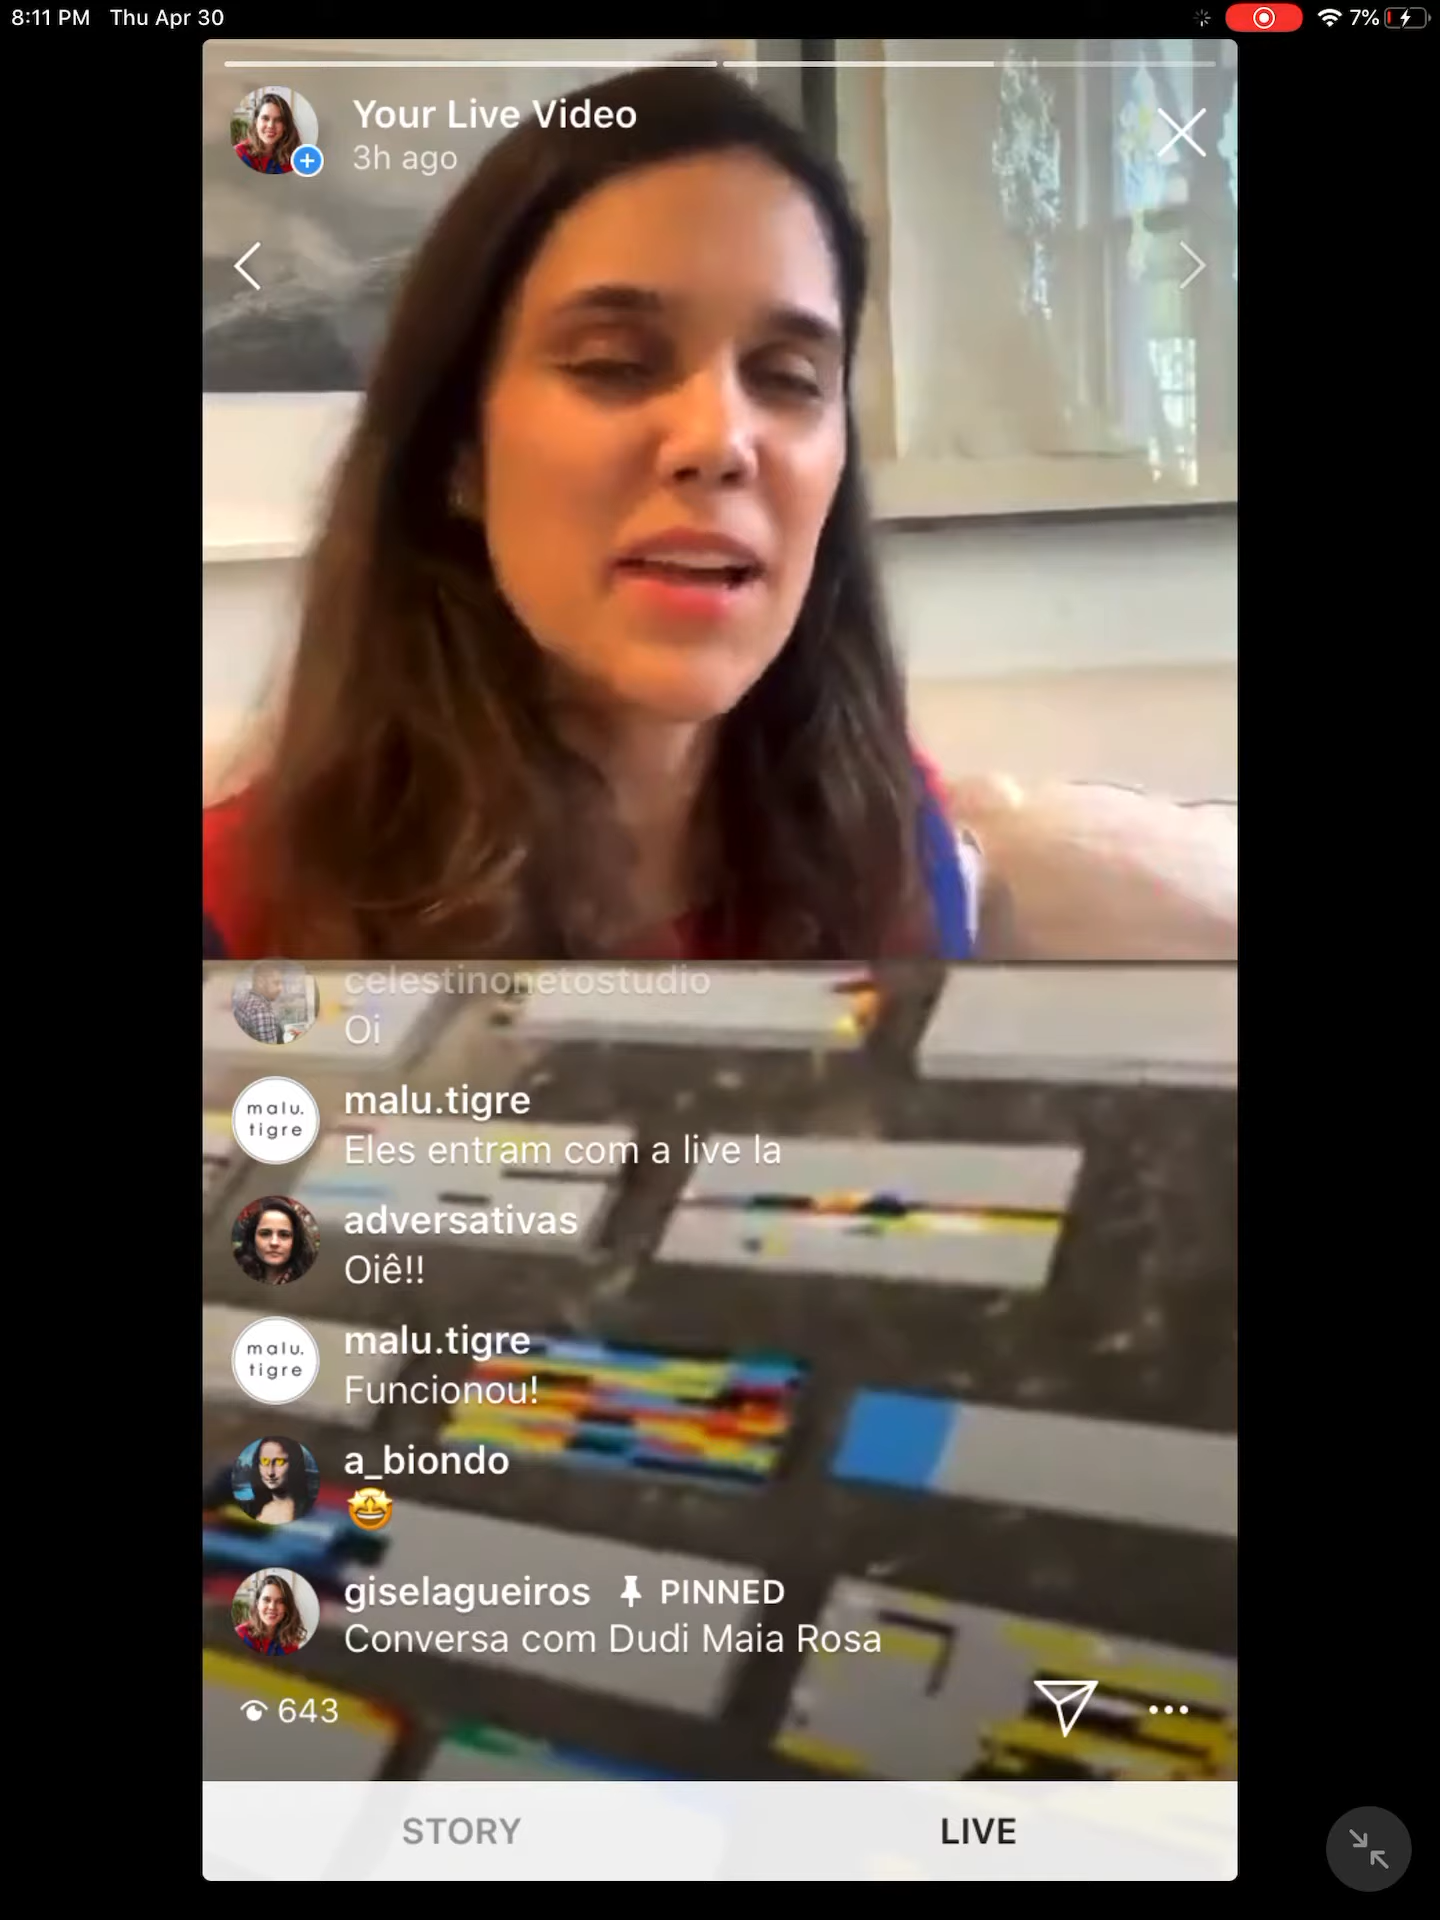 8:11 PM Thu Apr 30
7%
Your Live Video
3h ago
celestinonetostudio
Oi
malu.
tigre
malu.tigre
Eles entram com a live la
adversativas
Oiê!!
malu.
tigre
malu.tigre
Funcionou!
a_biondo
🤩
giselagueiros PINNED
Conversa com Dudi Maia Rosa
643
STORY LIVE